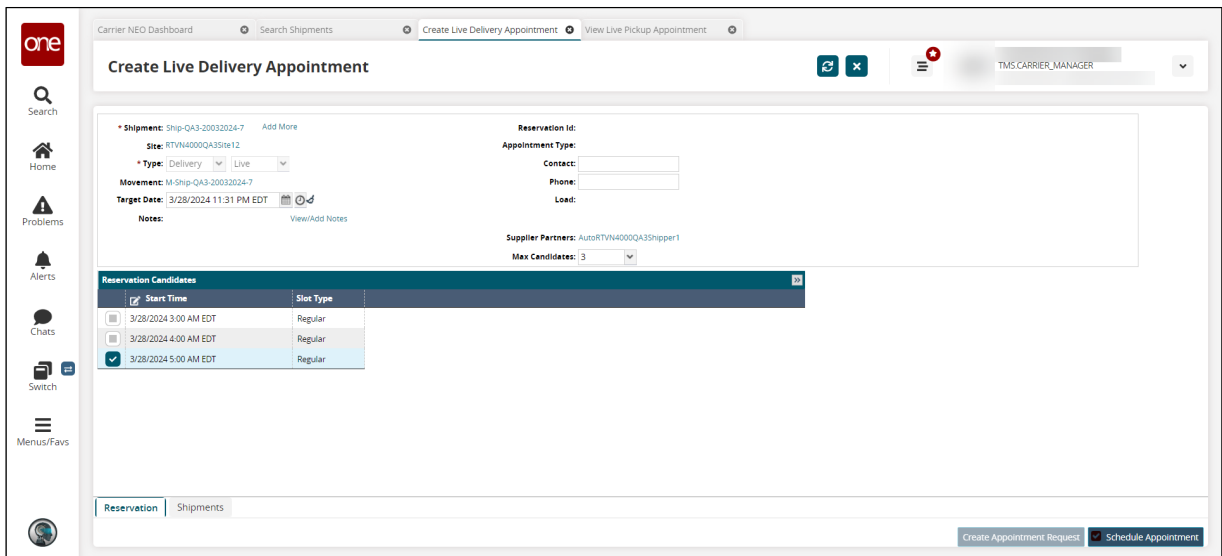 one
Search
Home
Problems
Alerts
Chats
Switch
Menus/Favs
Carrier NEO Dashboard
Search Shipments
Create Live Delivery Appointment
View Live Pickup Appointment
Create Live Delivery Appointment
TMS.CARRIER_MANAGER
* Shipment: Ship-QA3-20032024-7 Add More
Site: RTVN4000QA3Site12
* Type: Delivery Live
Movement: M-Ship-QA3-20032024-7
Target Date: 3/28/2024 11:31 PM EDT
Notes: View/Add Notes
Reservation Id:
Appointment Type:
Contact:
Phone:
Load:
Supplier Partners: AutoRTVN4000QA3Shipper1
Max Candidates: 3
Reservation Candidates
Start Time Slot Type
3/28/2024 3:00 AM EDT Regular
3/28/2024 4:00 AM EDT Regular
3/28/2024 5:00 AM EDT Regular
Reservation Shipments
Create Appointment Request Schedule Appointment